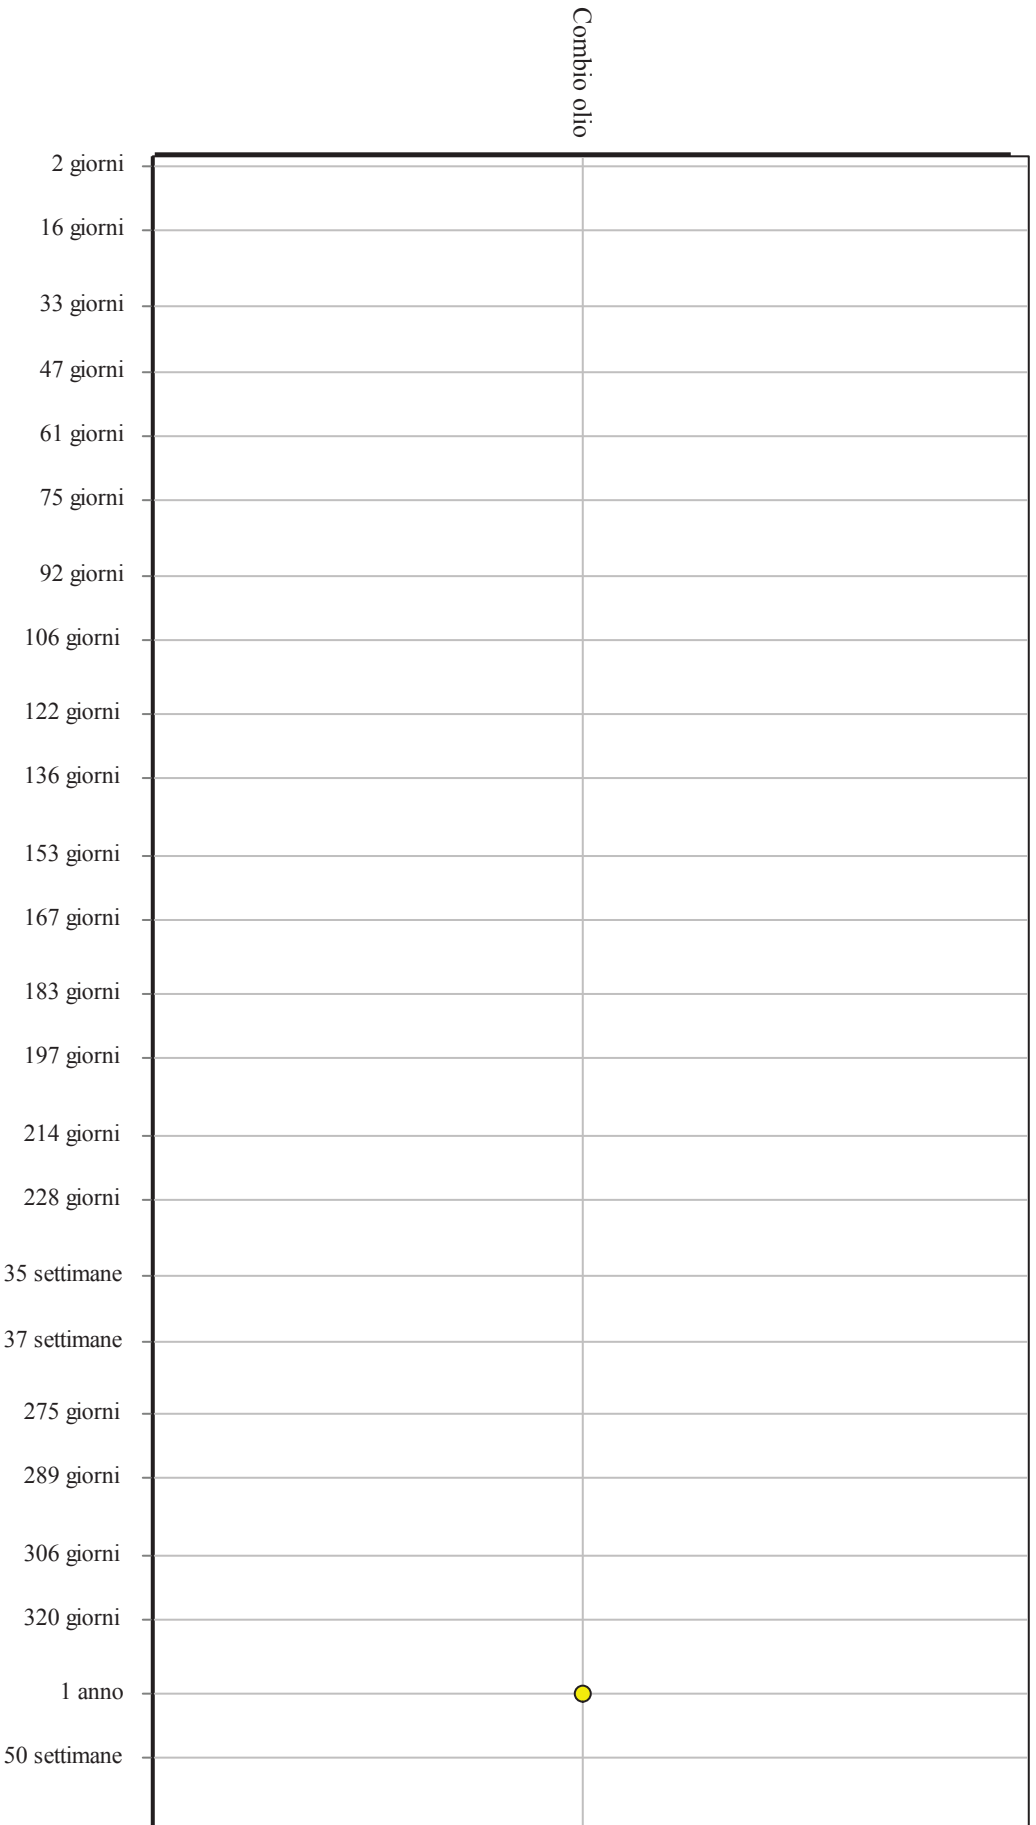 Combio olio
2 giorni
16 giorni
33 giorni
47 giorni
61 giorni
75 giorni
92 giorni
106 giorni
122 giorni
136 giorni
153 giorni
167 giorni
183 giorni
197 giorni
214 giorni
228 giorni
35 settimane
37 settimane
275 giorni
289 giorni
306 giorni
320 giorni
1 anno
50 settimane